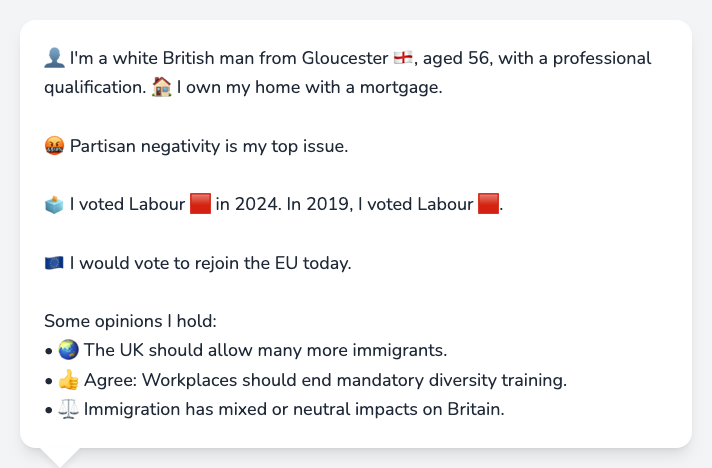 👤 I'm a white British man from Gloucester 🏴󠁧󠁢󠁥󠁮󠁧󠁿, aged 56, with a professional
qualification. 🏠 I own my home with a mortgage.
🤬 Partisan negativity is my top issue.
🗳️ I voted Labour 🟥 in 2024. In 2019, I voted Labour 🟥.
🇪🇺 I would vote to rejoin the EU today.
Some opinions I hold:
• 🌏 The UK should allow many more immigrants.
• 👍 Agree: Workplaces should end mandatory diversity training.
• ⚖️ Immigration has mixed or neutral impacts on Britain.